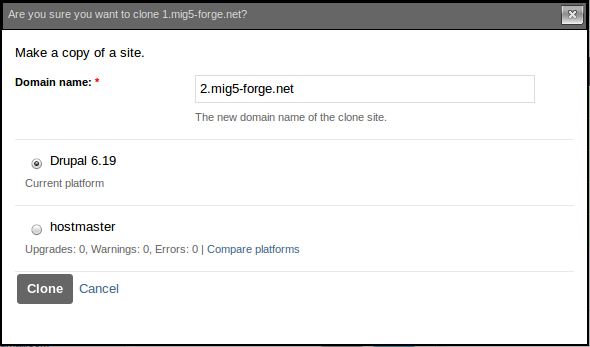 Are you sure you want to clone 1.mig5-forge.net?
Make a copy of a site.
Domain name: *
2.mig5-forge.net
The new domain name of the clone site.
Drupal 6.19
Current platform
hostmaster
Upgrades: 0, Warnings: 0, Errors: 0 | Compare platforms
Clone Cancel